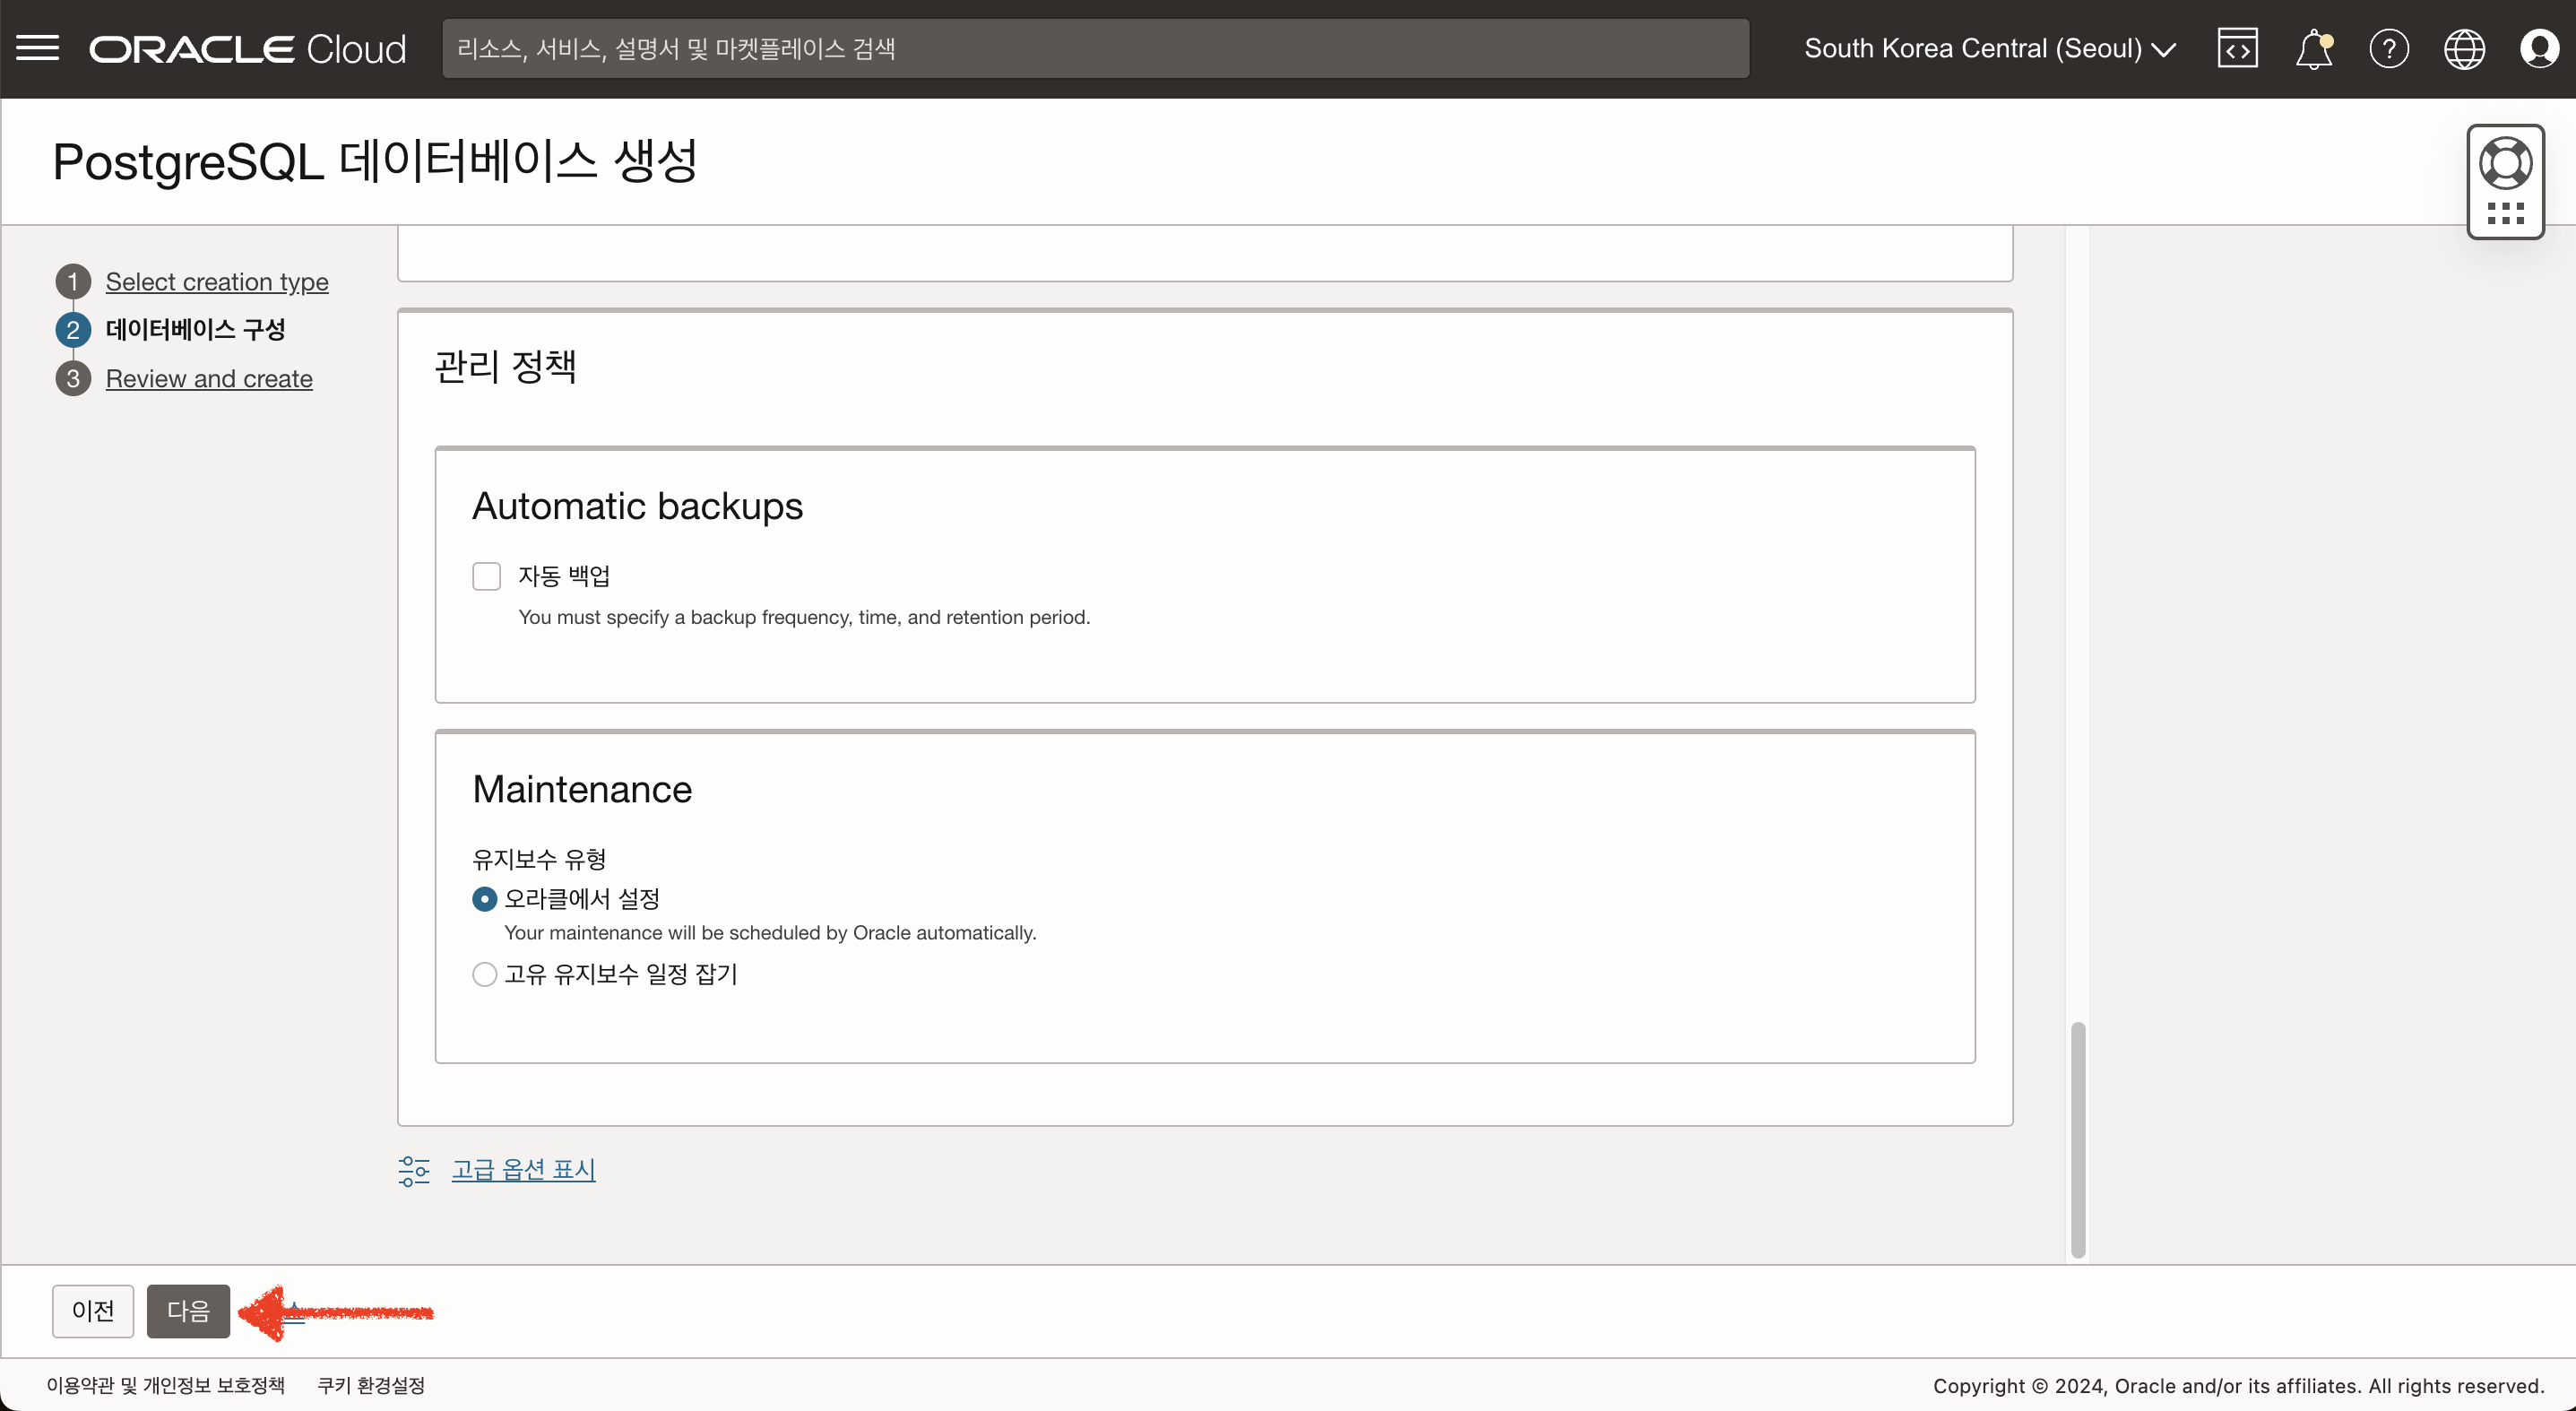 ORACLE Cloud
리소스, 서비스, 설명서 및 마켓플레이스 검색
South Korea Central (Seoul)
PostgreSQL 데이터베이스 생성
1 Select creation type
2 데이터베이스 구성
3 Review and create
관리 정책
Automatic backups
자동 백업
You must specify a backup frequency, time, and retention period.
Maintenance
유지보수 유형
오라클에서 설정
Your maintenance will be scheduled by Oracle automatically.
고유 유지보수 일정 잡기
고급 옵션 표시
이전
다음
이용약관 및 개인정보 보호정책
쿠키 환경설정
Copyright © 2024, Oracle and/or its affiliates. All rights reserved.